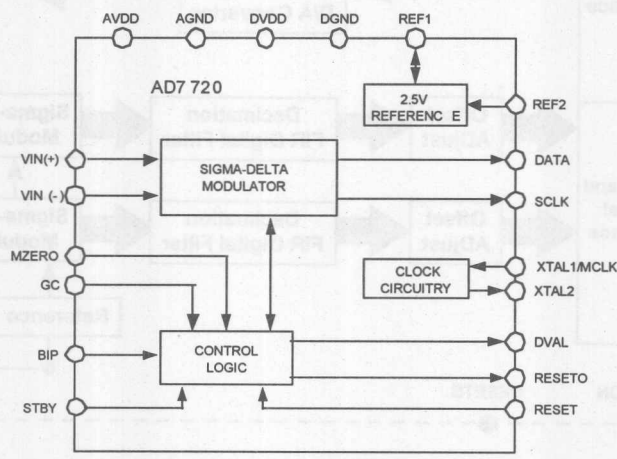 AVDD AGND DVDD DGND REF1
AD7 720
2.5V
REFERENC E
REF2
VIN(+)
VIN (-)
SIGMA-DELTA
MODULATOR
DATA
SCLK
MZERO
GC
CLOCK
CIRCUITRY
XTAL1/MCLK
XTAL2
BIP
CONTROL
LOGIC
DVAL
RESETO
STBY
RESET